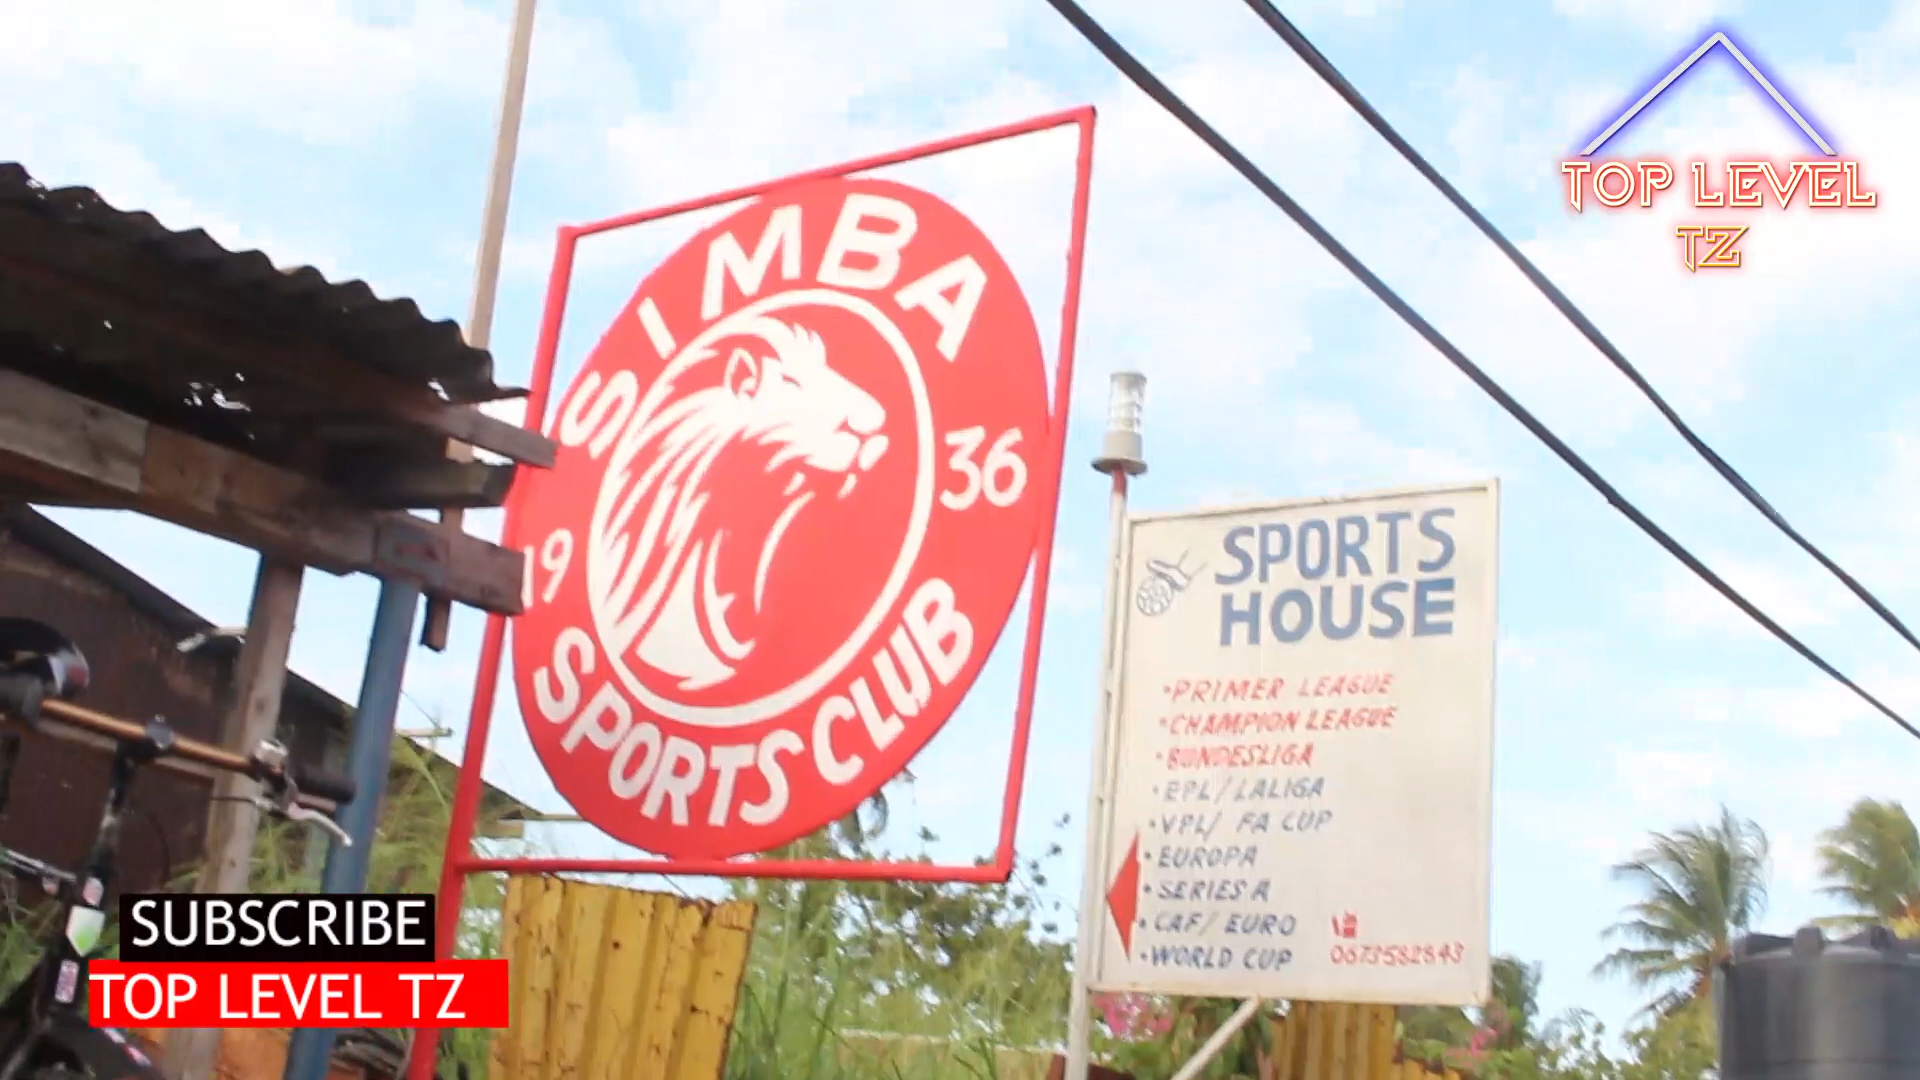 TOP LEVEL
TZ
SIMBA
19 36
SPORTS CLUB
SPORTS
HOUSE
•PRIMER LEAGUE
•CHAMPION LEAGUE
•BUNDESLIGA
•EPL/LALIGA
•VPL/ FA CUP
•EUROPA
•SERIES A
•CAF/EURO
•WORLD CUP
0673582843
SUBSCRIBE
TOP LEVEL TZ